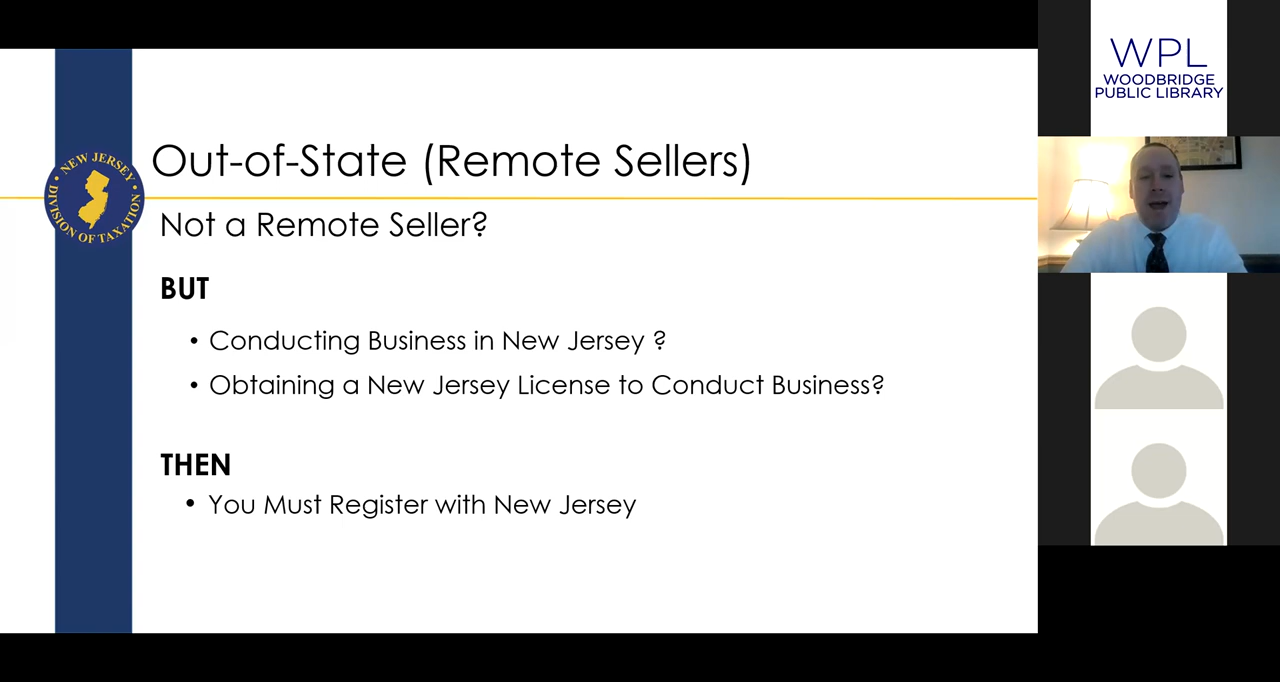 Out-of-State (Remote Sellers)
NEW JERSEY
DIVISION OF TAXATION
Not a Remote Seller?
BUT
• Conducting Business in New Jersey ?
• Obtaining a New Jersey License to Conduct Business?
THEN
• You Must Register with New Jersey
WPL
WOODBRIDGE
PUBLIC LIBRARY